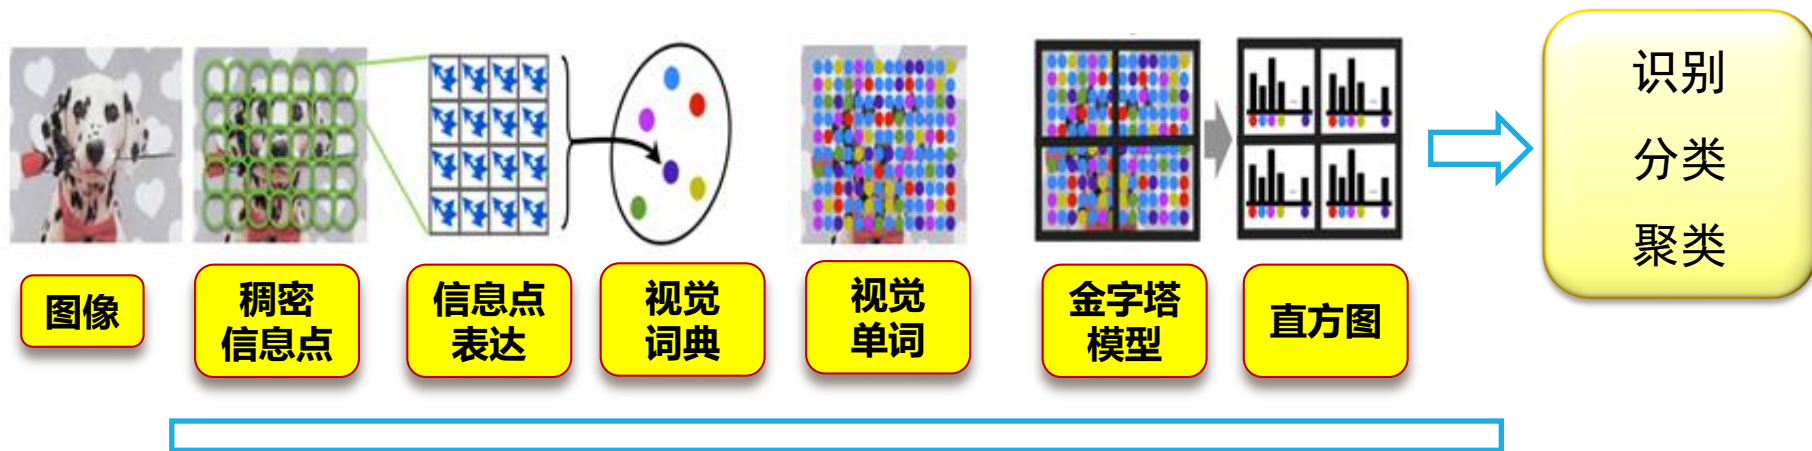 图像
稠密
信息点
信息点
表达
视觉
词典
视觉
单词
金字塔
模型
直方图
识别
分类
聚类